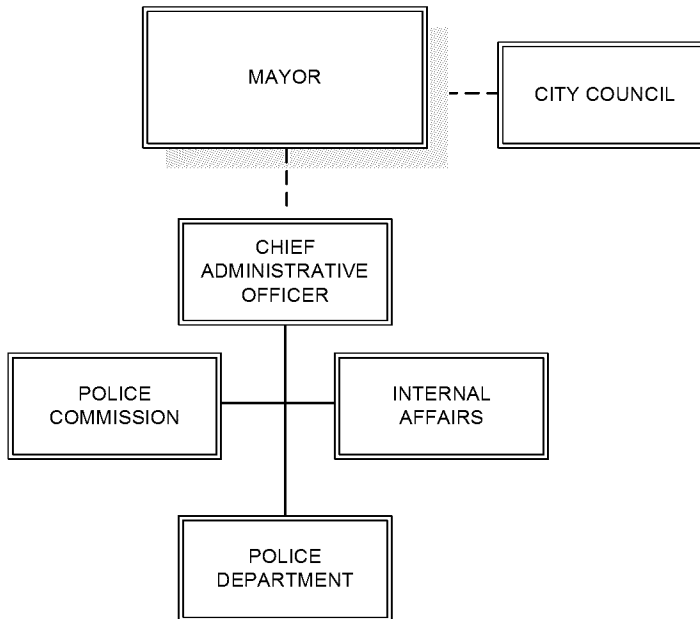 MAYOR
CITY COUNCIL
CHIEF
ADMINISTRATIVE
OFFICER
POLICE
COMMISSION
INTERNAL
AFFAIRS
POLICE
DEPARTMENT